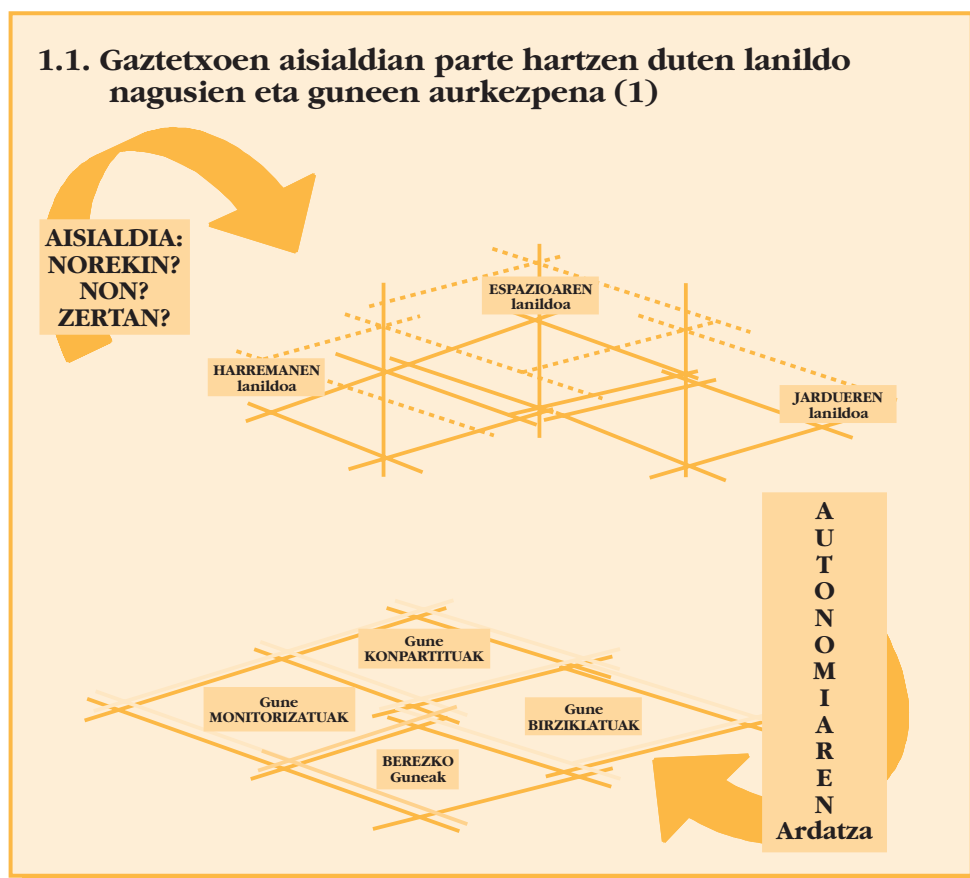 1.1. Gaztetxoen aisialdian parte hartzen duten lanildo
nagusien eta guneen aurkezpena (1)
AISIALDIA:
NOREKIN?
NON?
ZERTAN?
ESPAZIOAREN
lanildoa
HARREMANEN
lanildoa
JARDUEREN
lanildoa
A
U
T
O
N
O
M
I
A
R
E
N
Ardatza
Gune
KONPARTITUAK
Gune
MONITORIZATUAK
Gune
BIRZIKLATUAK
BEREZKO
Guneak